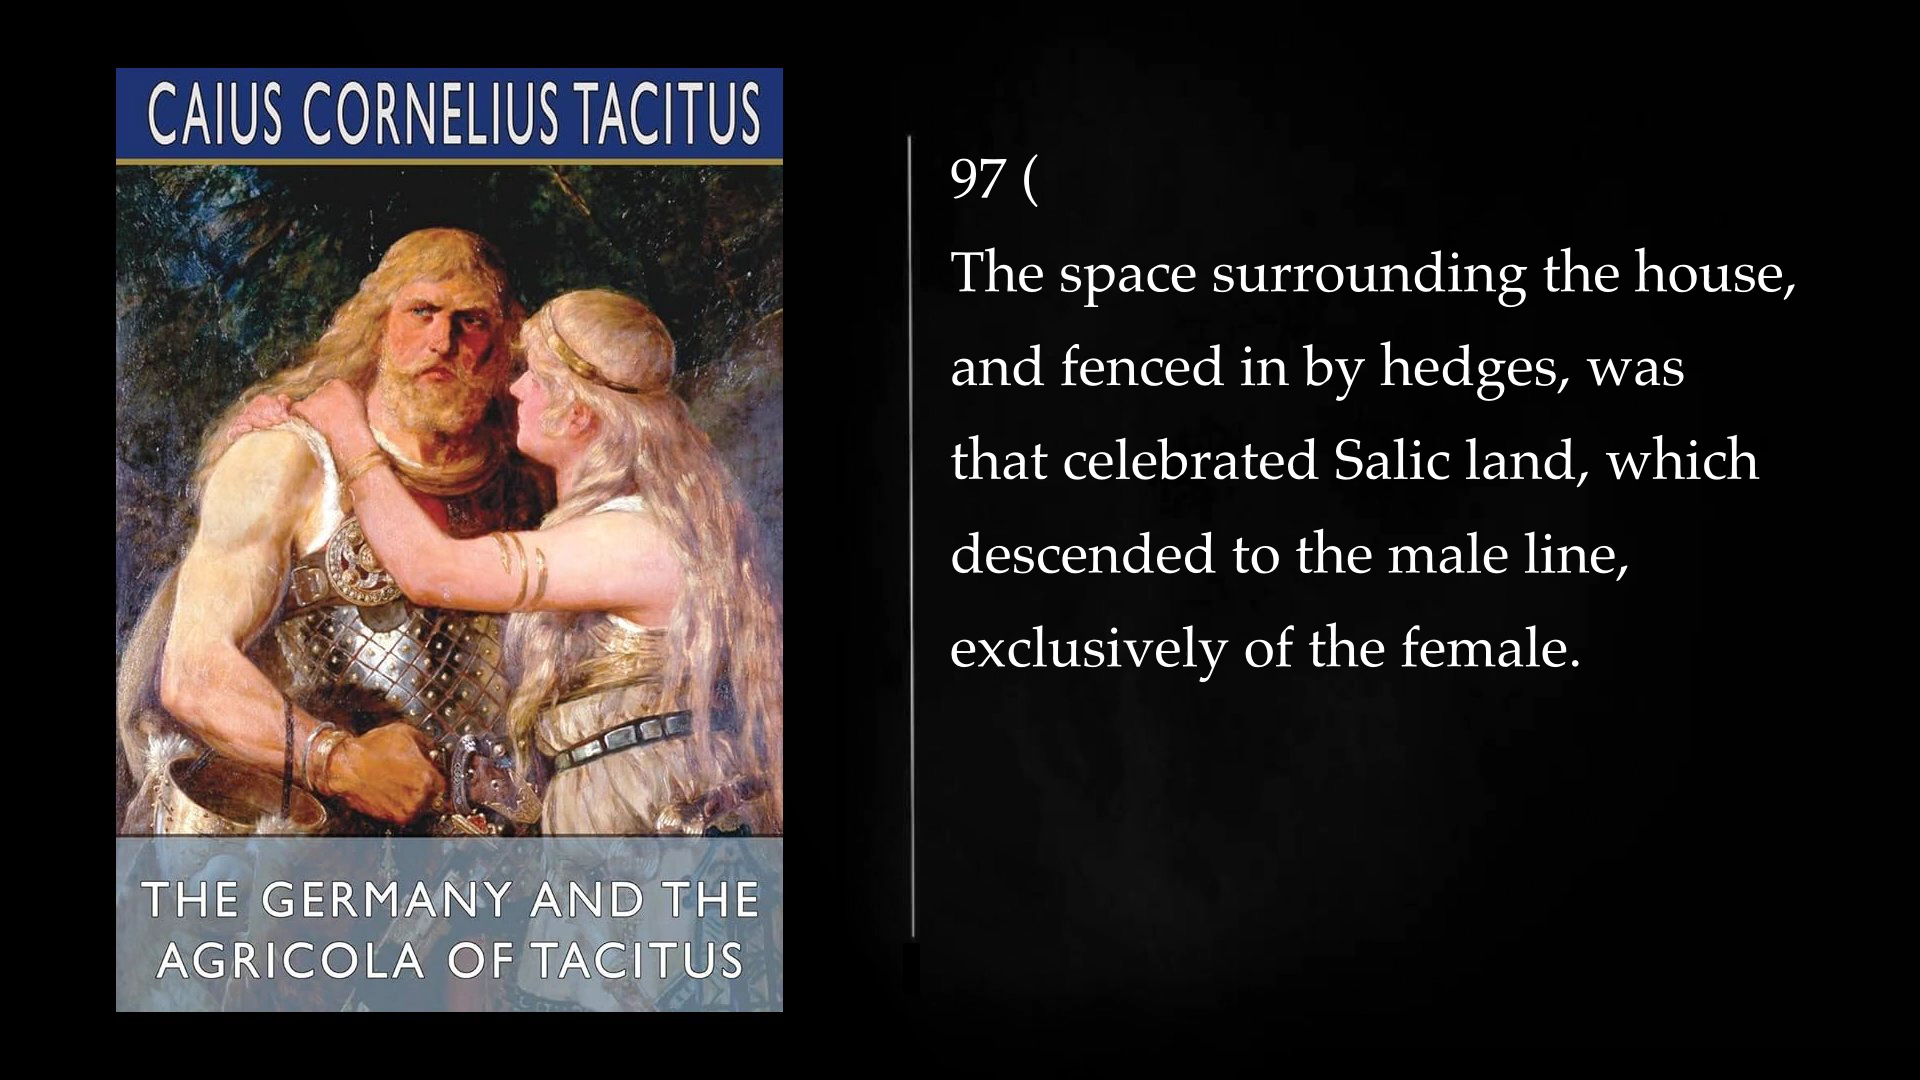 CAIUS CORNELIUS TACITUS
THE GERMANY AND THE
AGRICOLA OF TACITUS
97 (
The space surrounding the house,
and fenced in by hedges, was
that celebrated Salic land, which
descended to the male line,
exclusively of the female.